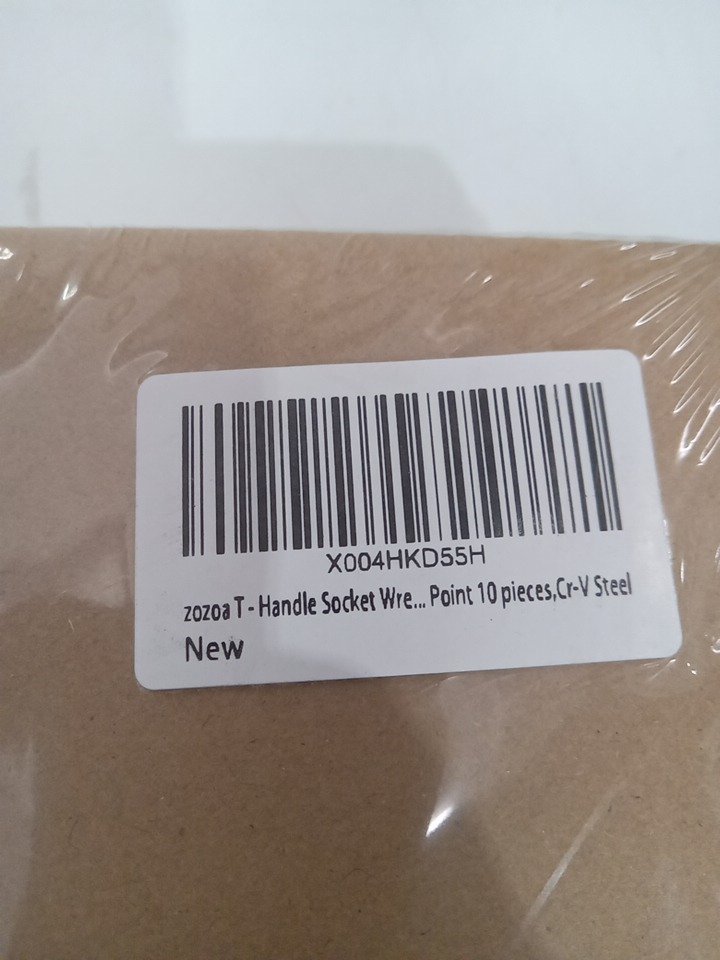 X004HKD55H
zozoa T - Handle Socket Wre... Point 10 pieces,Cr-V Steel
New